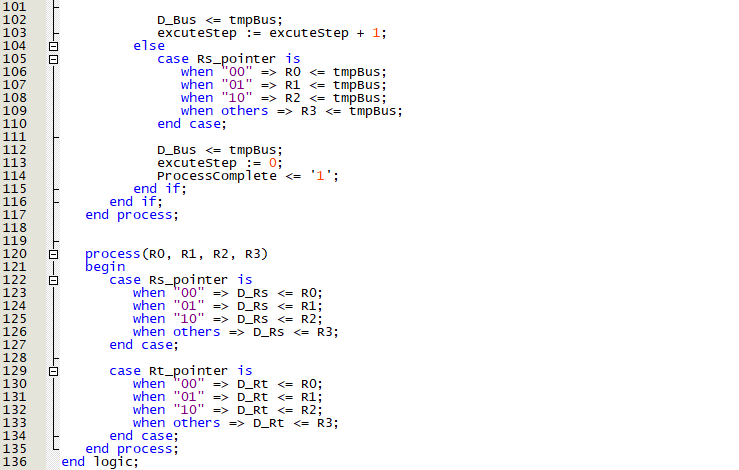 101
102 D_Bus <= tmpBus;
103 excuteStep := excuteStep + 1;
104 else
105 case Rs_pointer is
106 when "00" => R0 <= tmpBus;
107 when "01" => R1 <= tmpBus;
108 when "10" => R2 <= tmpBus;
109 when others => R3 <= tmpBus;
110 end case;
111
112 D_Bus <= tmpBus;
113 excuteStep := 0;
114 ProcessComplete <= '1';
115 end if;
116 end if;
117 end process;
118
119
120 process(R0, R1, R2, R3)
121 begin
122 case Rs_pointer is
123 when "00" => D_Rs <= R0;
124 when "01" => D_Rs <= R1;
125 when "10" => D_Rs <= R2;
126 when others => D_Rs <= R3;
127 end case;
128
129 case Rt_pointer is
130 when "00" => D_Rt <= R0;
131 when "01" => D_Rt <= R1;
132 when "10" => D_Rt <= R2;
133 when others => D_Rt <= R3;
134 end case;
135 end process;
136 end logic;